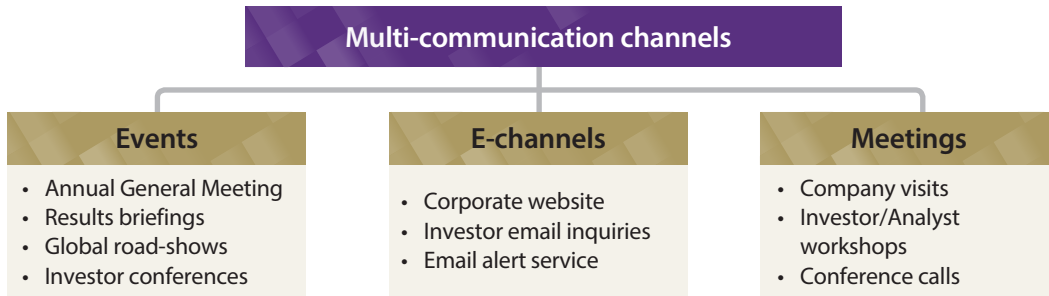 Multi-communication channels
Events
• Annual General Meeting
• Results briefings
• Global road-shows
• Investor conferences
E-channels
• Corporate website
• Investor email inquiries
• Email alert service
Meetings
• Company visits
• Investor/Analyst
workshops
• Conference calls